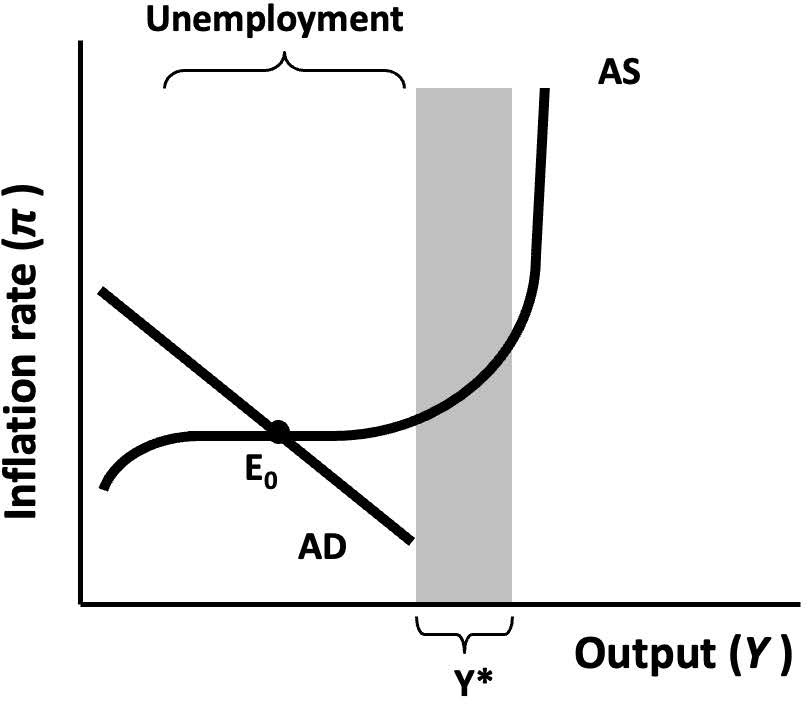 Unemployment
AS
Inflation rate (π )
E₀
AD
Output (Y )
Y*